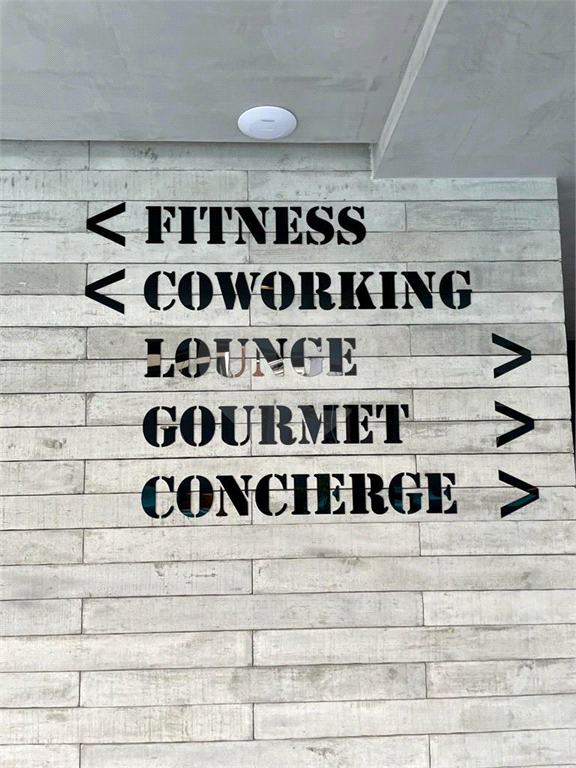 < FITNESS
< COWORKING
LOUNGE >
GOURMET >
CONCIERGE >